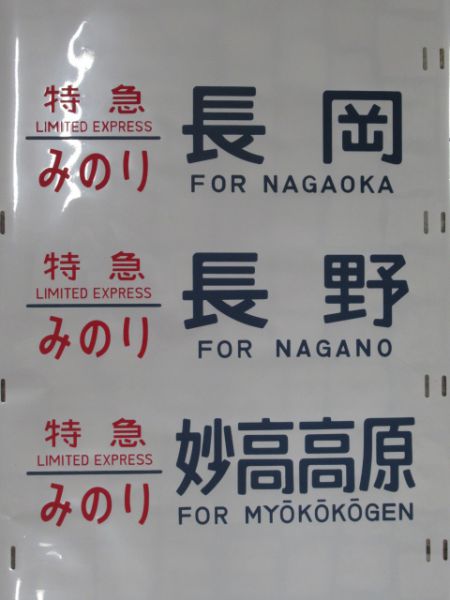 特急
LIMITED EXPRESS
みのり
長岡
FOR NAGAOKA
特急
LIMITED EXPRESS
みのり
長野
FOR NAGANO
特急
LIMITED EXPRESS
みのり
妙高高原
FOR MYŌKŌKŌGEN